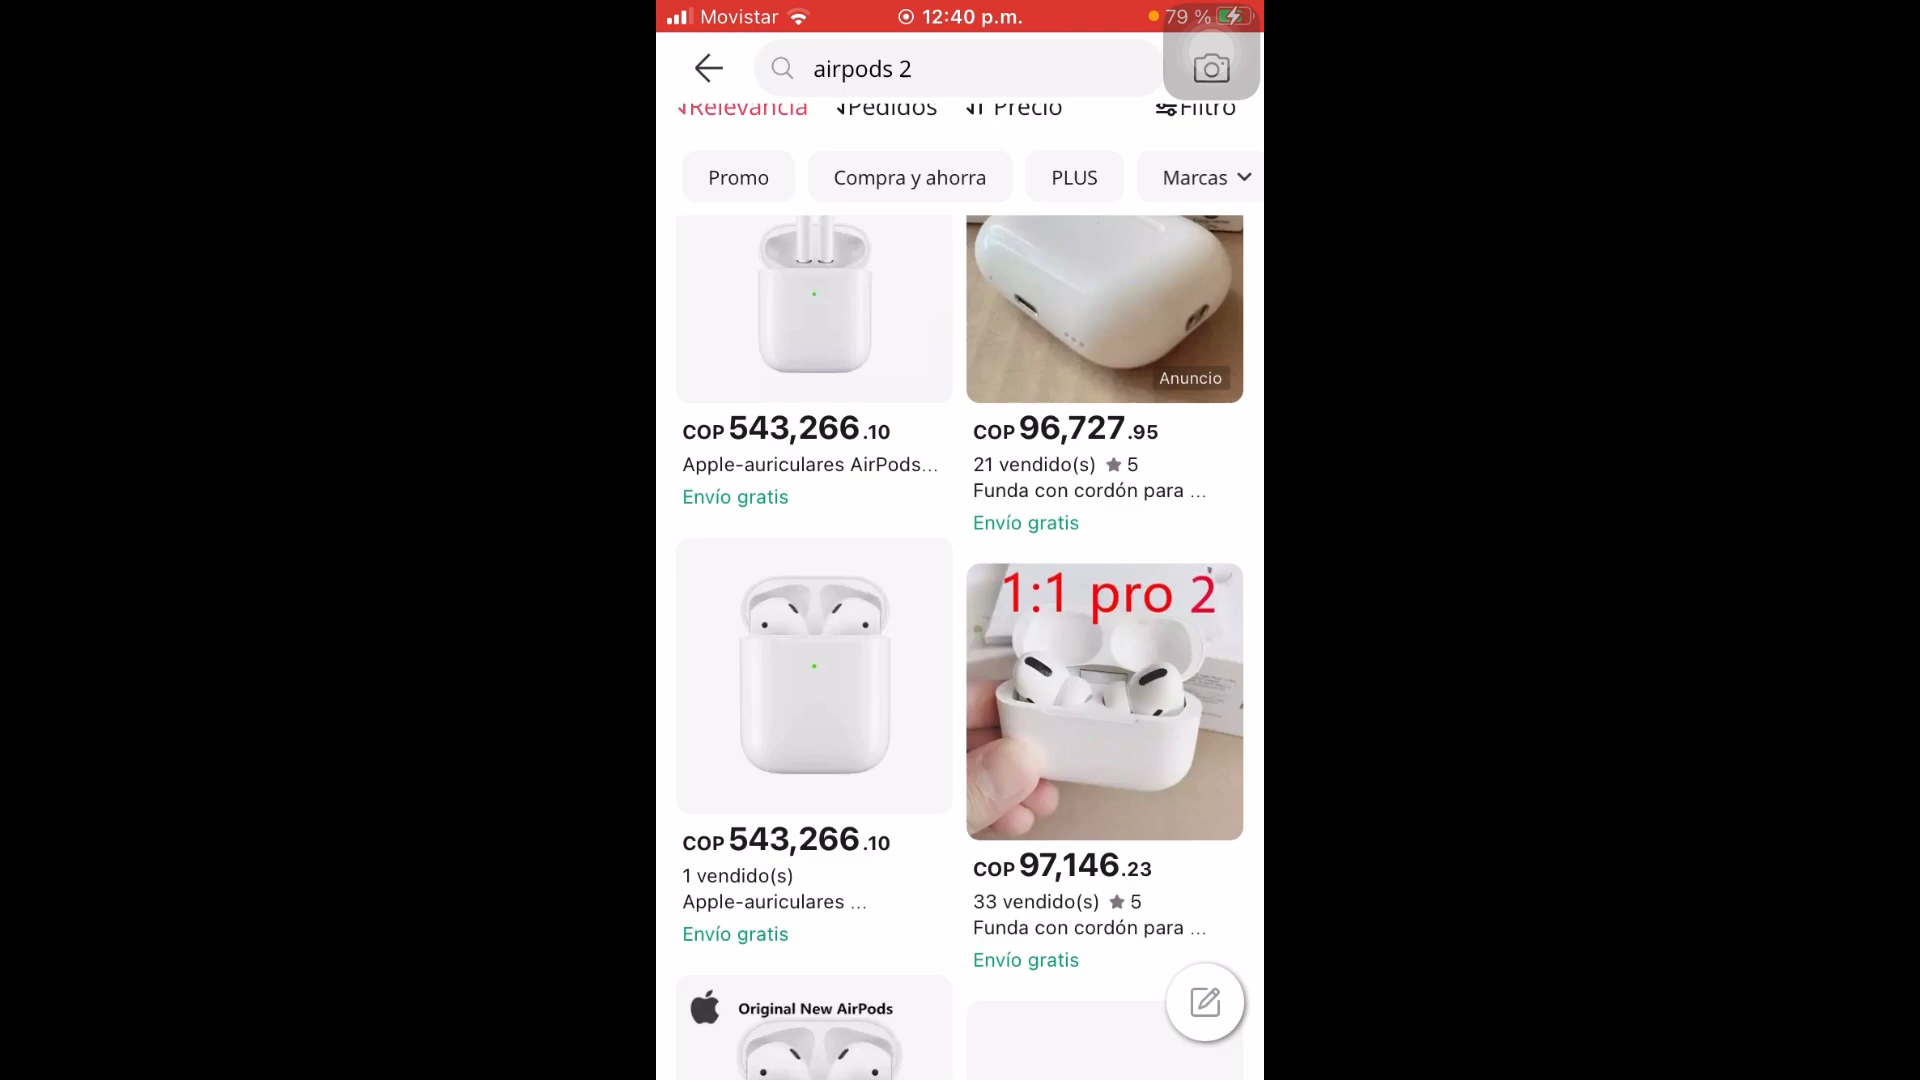 Movistar
12:40 p.m.
79 %
airpods 2
Relevancia
Pedidos
Precio
Filtro
Promo
Compra y ahorra
PLUS
Marcas
Anuncio
COP 543,266.10
Apple-auriculares AirPods...
Envío gratis
COP 96,727.95
21 vendido(s) ★ 5
Funda con cordón para ...
Envío gratis
COP 543,266.10
1 vendido(s)
Apple-auriculares ...
Envío gratis
1:1 pro 2
COP 97,146.23
33 vendido(s) ★ 5
Funda con cordón para ...
Envío gratis
Original New AirPods